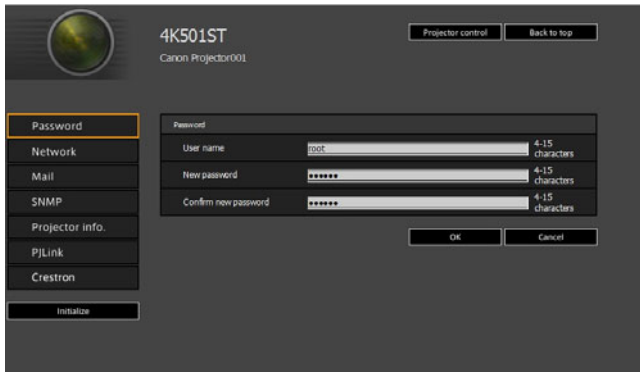 4K501ST
Canon Projector001
Projector control
Back to top
Password
Network
Mail
SNMP
Projector info.
PJLink
Crestron
Initialize
Password
User name root 4-15
characters
New password •••••• 4-15
characters
Confirm new password •••••• 4-15
characters
OK
Cancel